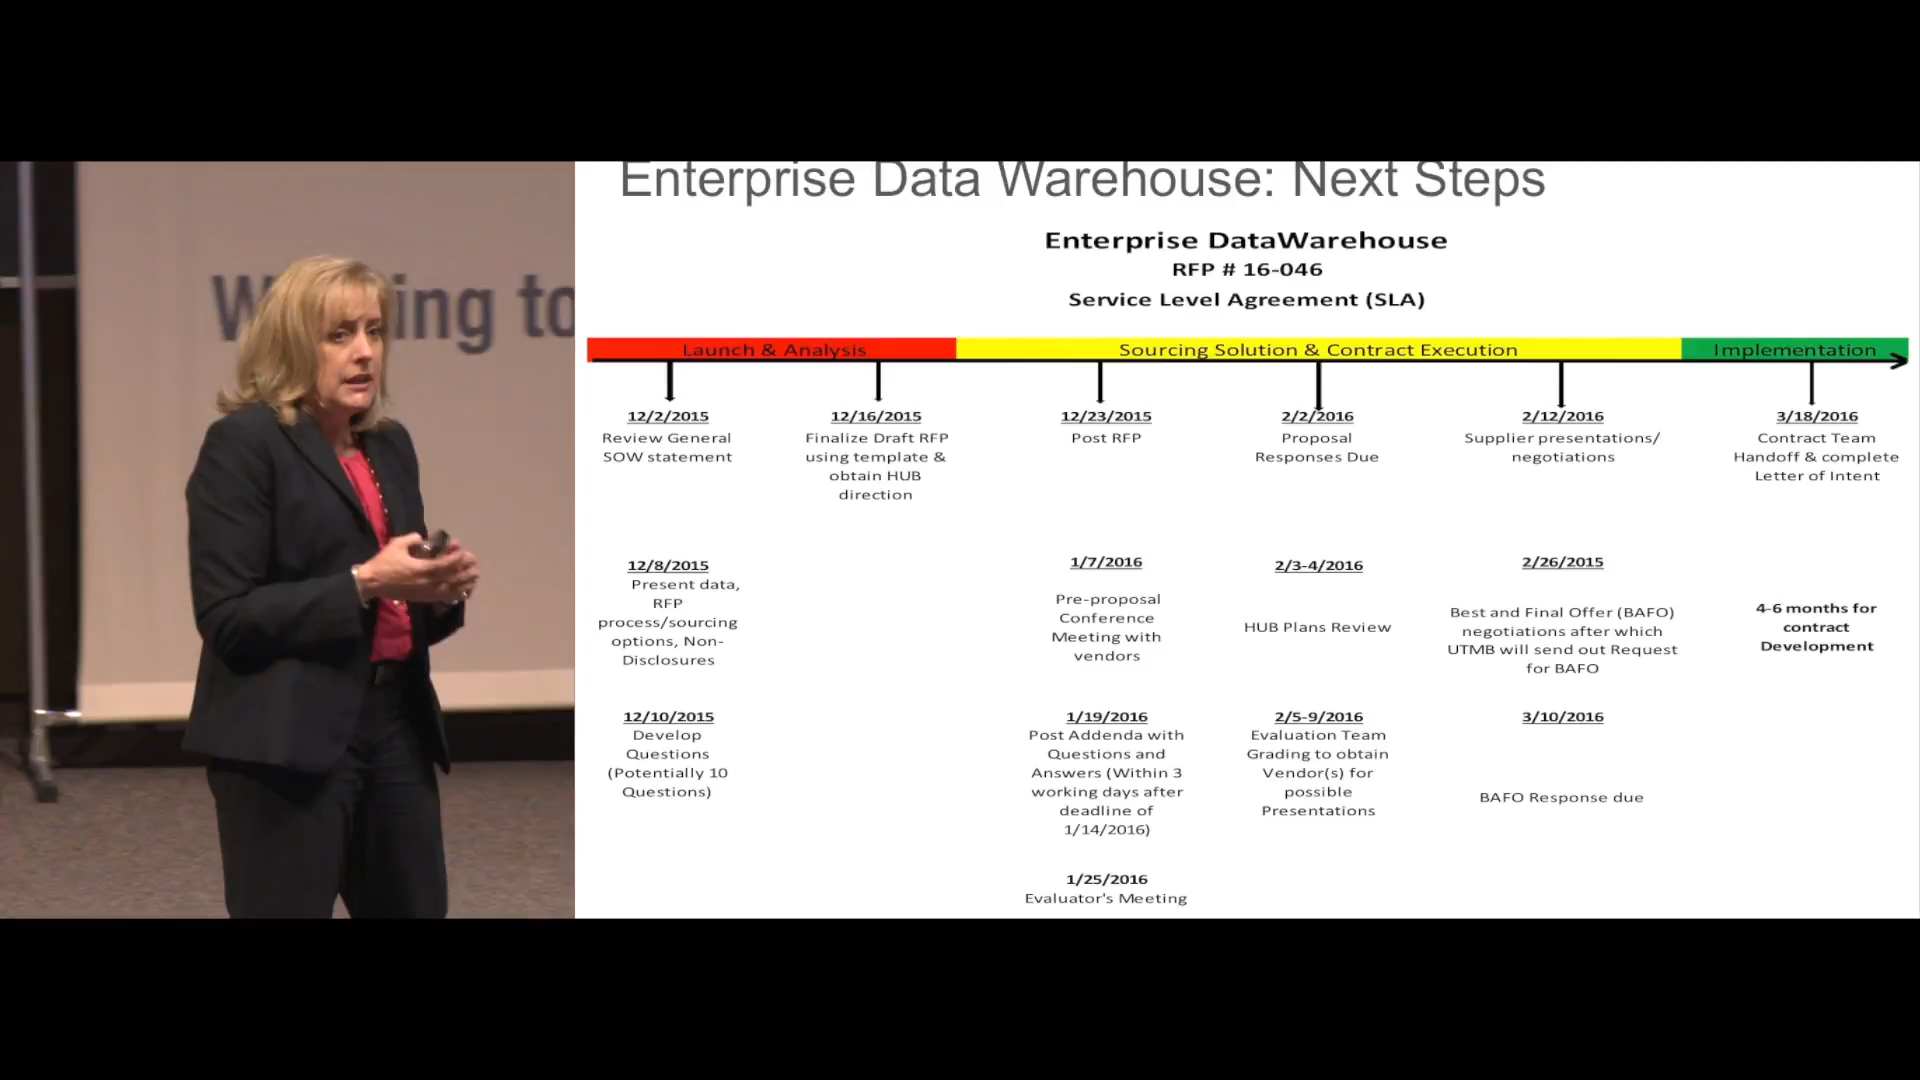 ing to
Enterprise Data Warehouse: Next Steps
Enterprise DataWarehouse
RFP # 16-046
Service Level Agreement (SLA)
Launch & Analysis
Sourcing Solution & Contract Execution
Implementation
12/2/2015
Review General
SOW statement
12/8/2015
Present data,
RFP
process/sourcing
options, Non-
Disclosures
12/10/2015
Develop
Questions
(Potentially 10
Questions)
12/16/2015
Finalize Draft RFP
using template &
obtain HUB
direction
12/23/2015
Post RFP
1/7/2016
Pre-proposal
Conference
Meeting with
vendors
1/19/2016
Post Addenda with
Questions and
Answers (Within 3
working days after
deadline of
1/14/2016)
1/25/2016
Evaluator's Meeting
2/2/2016
Proposal
Responses Due
2/3-4/2016
HUB Plans Review
2/5-9/2016
Evaluation Team
Grading to obtain
Vendor(s) for
possible
Presentations
2/12/2016
Supplier presentations/
negotiations
2/26/2015
Best and Final Offer (BAFO)
negotiations after which
UTMB will send out Request
for BAFO
3/10/2016
BAFO Response due
3/18/2016
Contract Team
Handoff & complete
Letter of Intent
4-6 months for
contract
Development